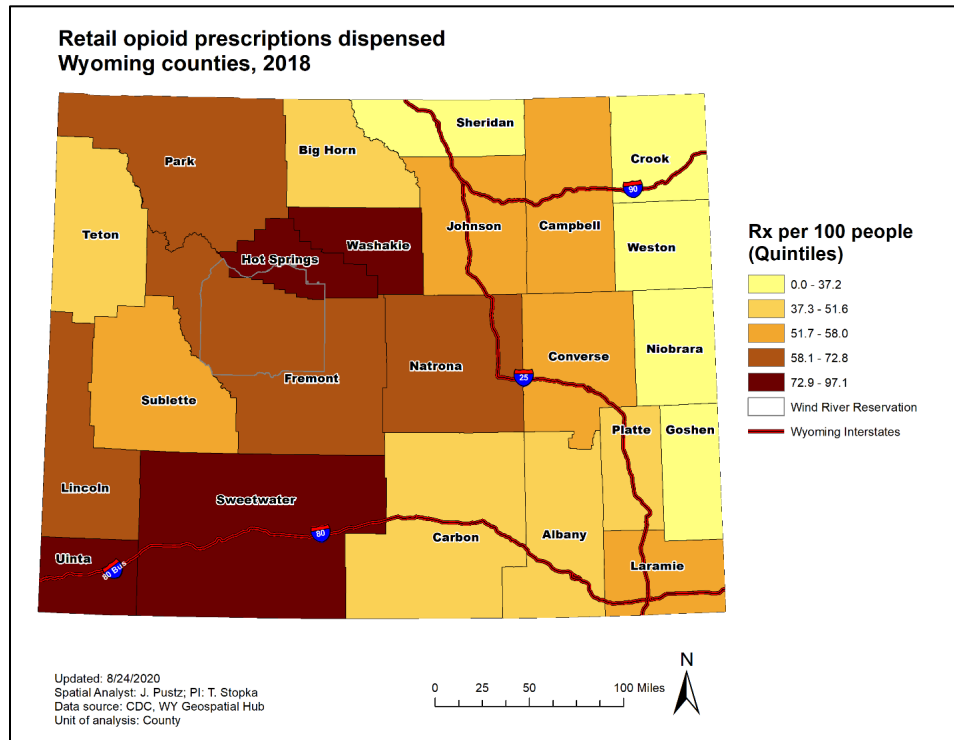 Retail opioid prescriptions dispensed
Wyoming counties, 2018
Sheridan
Big Horn
Crook
Park
Johnson
Campbell
90
Teton
Washakie
Weston
Hot Springs
Niobrara
Natrona
Converse
Fremont
25
Sublette
Platte
Goshen
Lincoln
Sweetwater
80
Carbon
Albany
Uinta
80 Bus
Laramie
Rx per 100 people
(Quintiles)
0.0 - 37.2
37.3 - 51.6
51.7 - 58.0
58.1 - 72.8
72.9 - 97.1
Wind River Reservation
Wyoming Interstates
Updated: 8/24/2020
Spatial Analyst: J. Pustz; PI: T. Stopka
Data source: CDC, WY Geospatial Hub
Unit of analysis: County
0 25 50 100 Miles
N